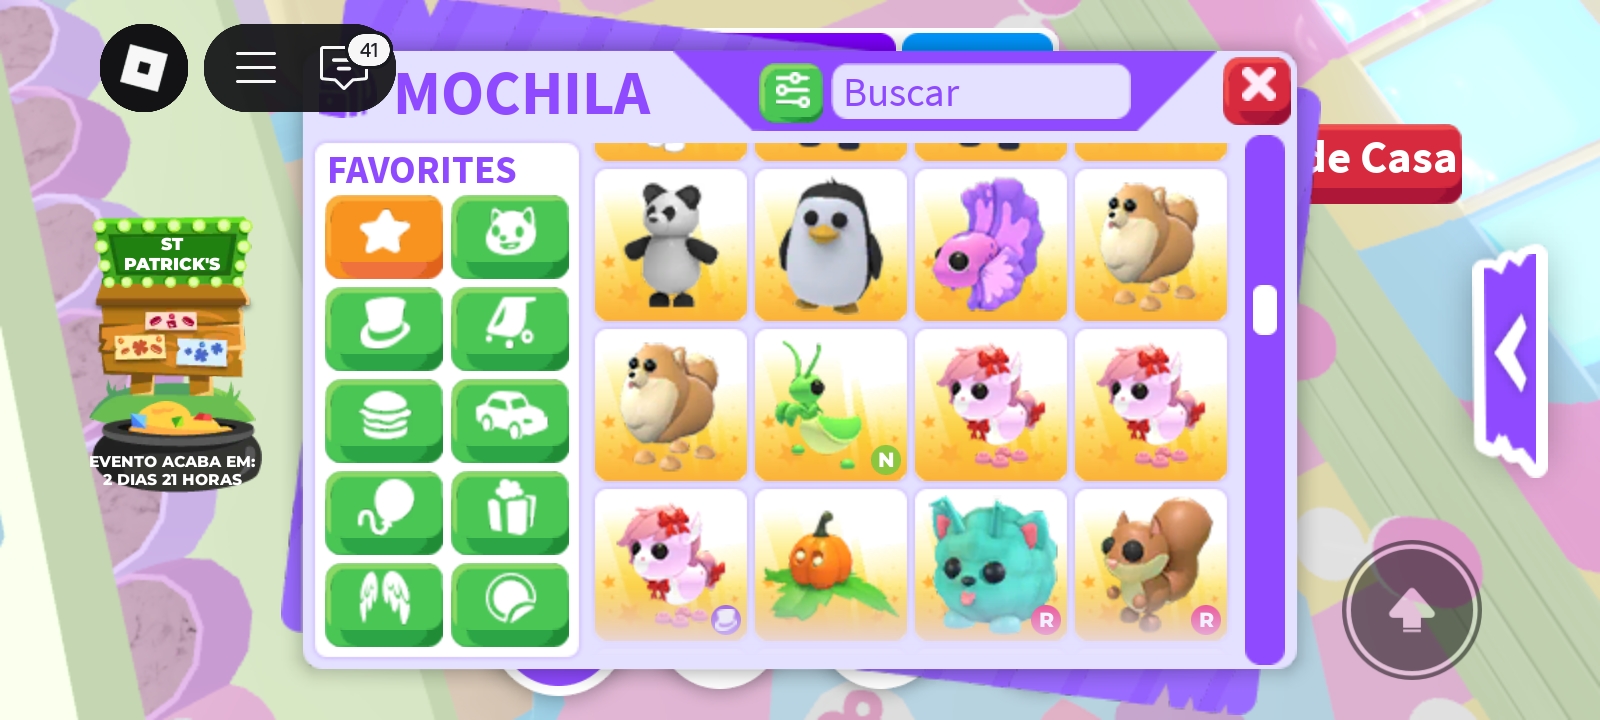 41
MOCHILA
Buscar
FAVORITES
de Casa
ST
PATRICK'S
EVENTO ACABA EM:
2 DIAS 21 HORAS
N
R
R